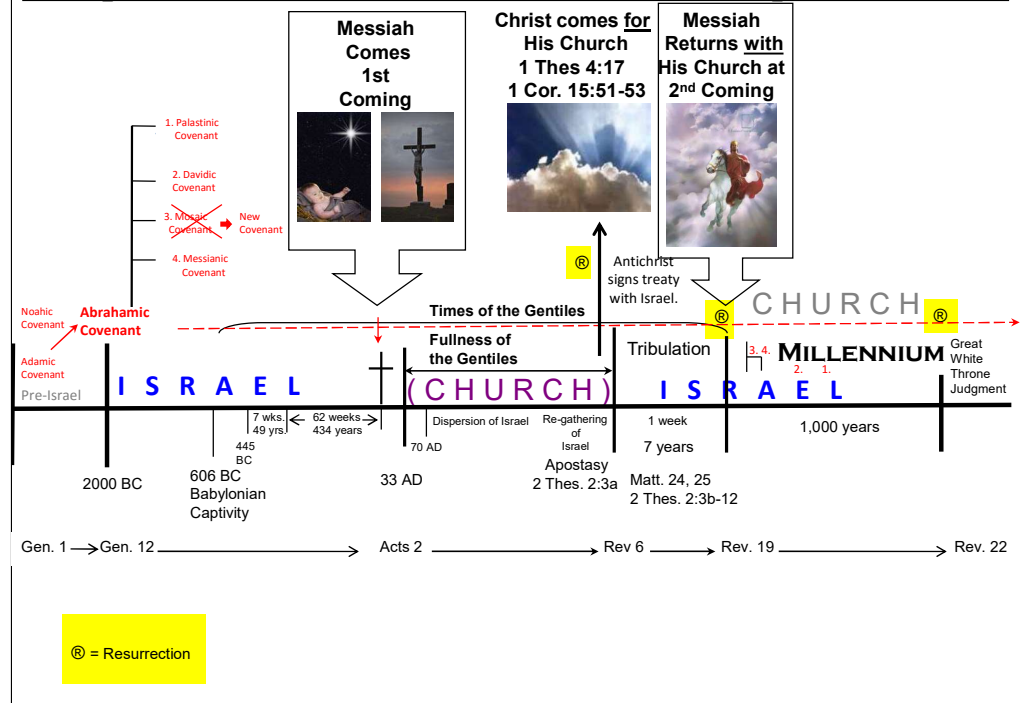 Messiah
Comes
1st
Coming
Christ comes for
His Church
1 Thes 4:17
1 Cor. 15:51-53
Messiah
Returns with
His Church at
2nd Coming
1. Palastinic
Covenant
2. Davidic
Covenant
3. Mosaic
Covenant
New
Covenant
4. Messianic
Covenant
® Antichrist
signs treaty
with Israel.
Noahic
Covenant
Abrahamic
Covenant
Adamic
Covenant
Pre-Israel
Times of the Gentiles
® CHURCH ®
Fullness of
the Gentiles
Tribulation
3. 4. MILLENNIUM
2. 1.
Great
White
Throne
Judgment
ISRAEL
(CHURCH)
ISRAEL
7 wks.
49 yrs.
62 weeks
434 years
445
BC
70 AD
Dispersion of Israel
Re-gathering
of
Israel
1 week
7 years
1,000 years
2000 BC
606 BC
Babylonian
Captivity
33 AD
Apostasy
2 Thes. 2:3a
Matt. 24, 25
2 Thes. 2:3b-12
Gen. 1 Gen. 12 Acts 2 Rev 6 Rev. 19 Rev. 22
® = Resurrection